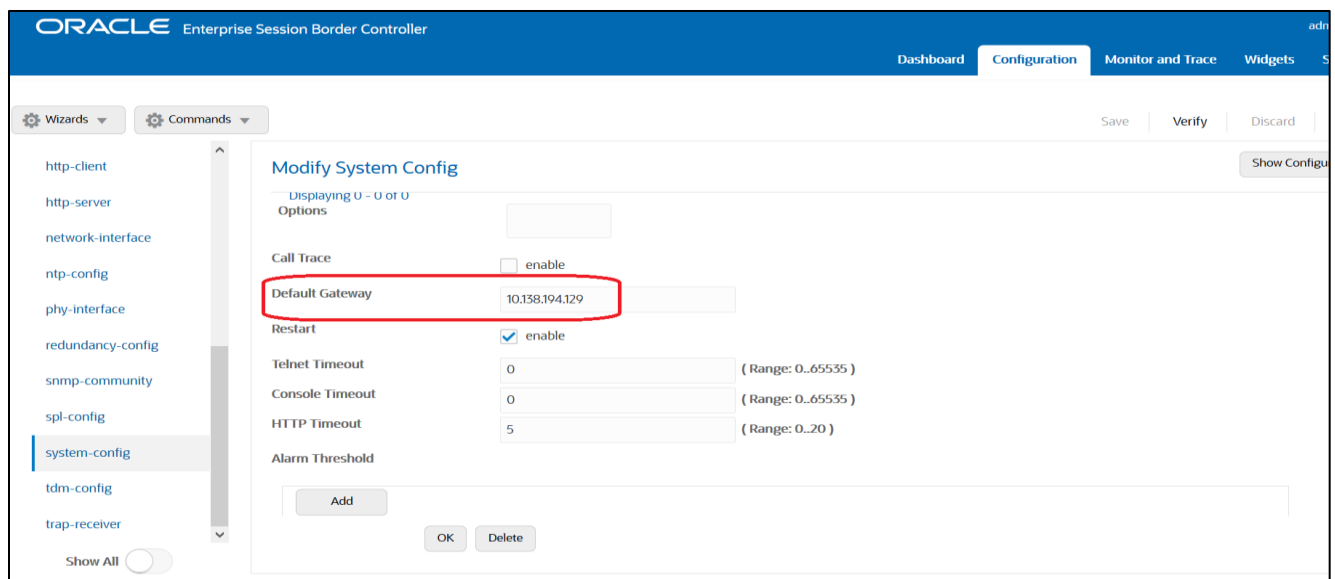 ORACLE Enterprise Session Border Controller
adm
Dashboard Configuration Monitor and Trace Widgets S
Wizards Commands Save Verify Discard
http-client
http-server
network-interface
ntp-config
phy-interface
redundancy-config
snmp-community
spl-config
system-config
tdm-config
trap-receiver
Show All
Modify System Config Show Configu
Displaying 0 - 0 of 0
Options
Call Trace enable
Default Gateway 10.138.194.129
Restart enable
Telnet Timeout 0 ( Range: 0..65535 )
Console Timeout 0 ( Range: 0..65535 )
HTTP Timeout 5 ( Range: 0..20 )
Alarm Threshold
Add
OK Delete